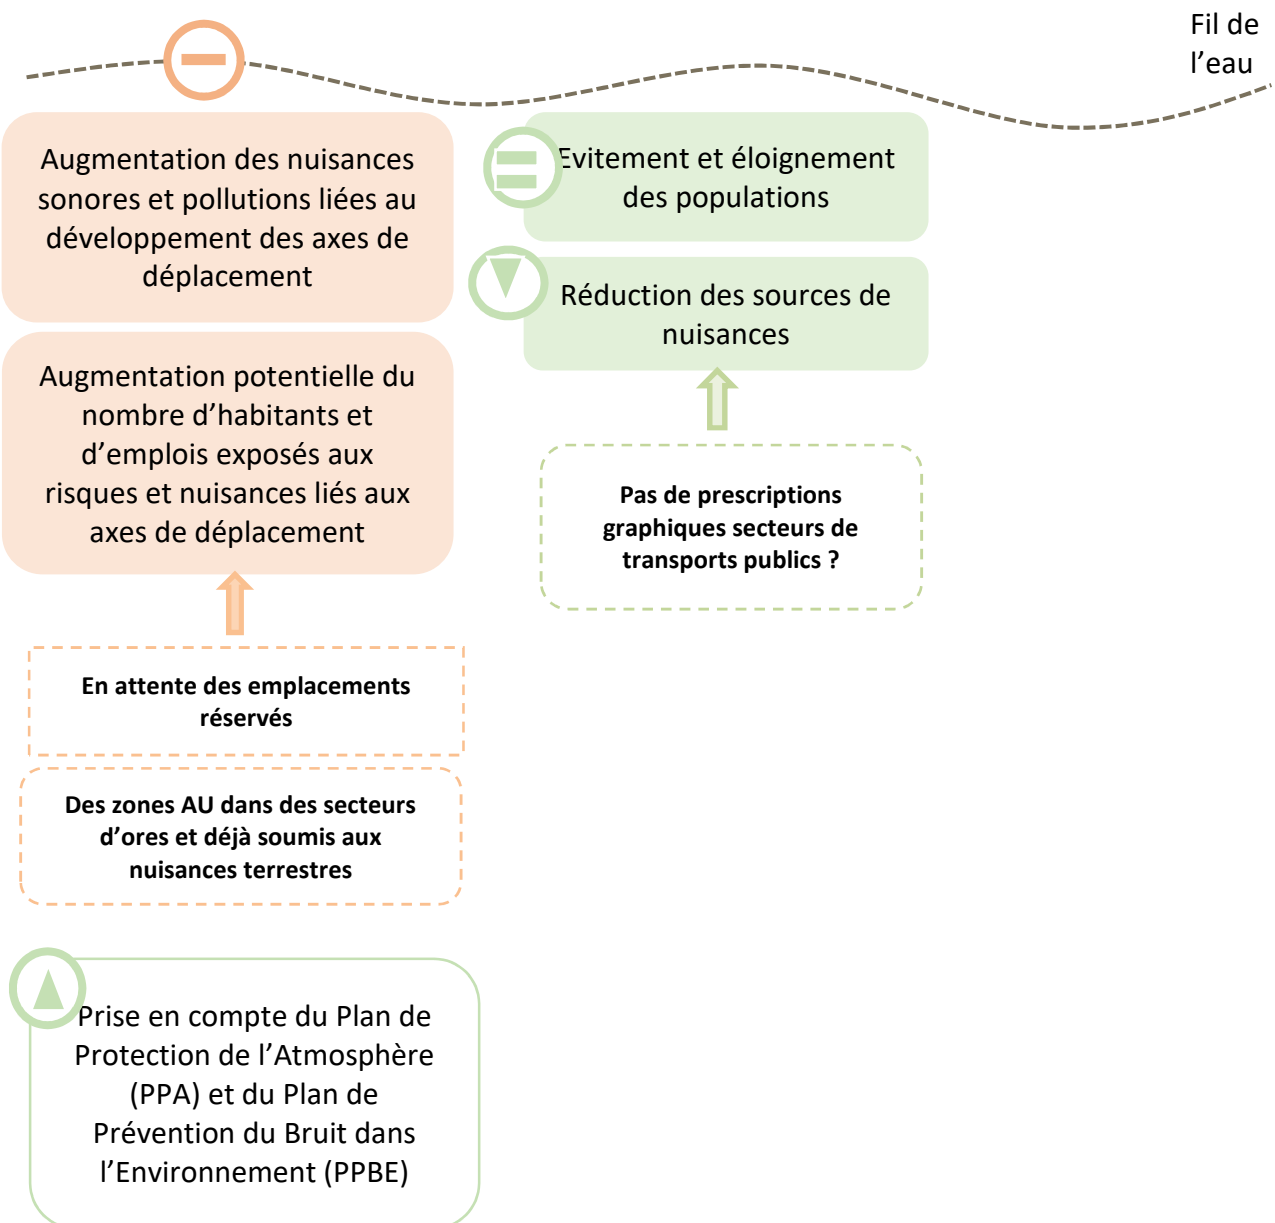 Fil de
l’eau
Augmentation des nuisances
sonores et pollutions liées au
développement des axes de
déplacement
Evitement et éloignement
des populations
Réduction des sources de
nuisances
Augmentation potentielle du
nombre d’habitants et
d’emplois exposés aux
risques et nuisances liés aux
axes de déplacement
Pas de prescriptions
graphiques secteurs de
transports publics ?
En attente des emplacements
réservés
Des zones AU dans des secteurs
d’ores et déjà soumis aux
nuisances terrestres
Prise en compte du Plan de
Protection de l’Atmosphère
(PPA) et du Plan de
Prévention du Bruit dans
l’Environnement (PPBE)